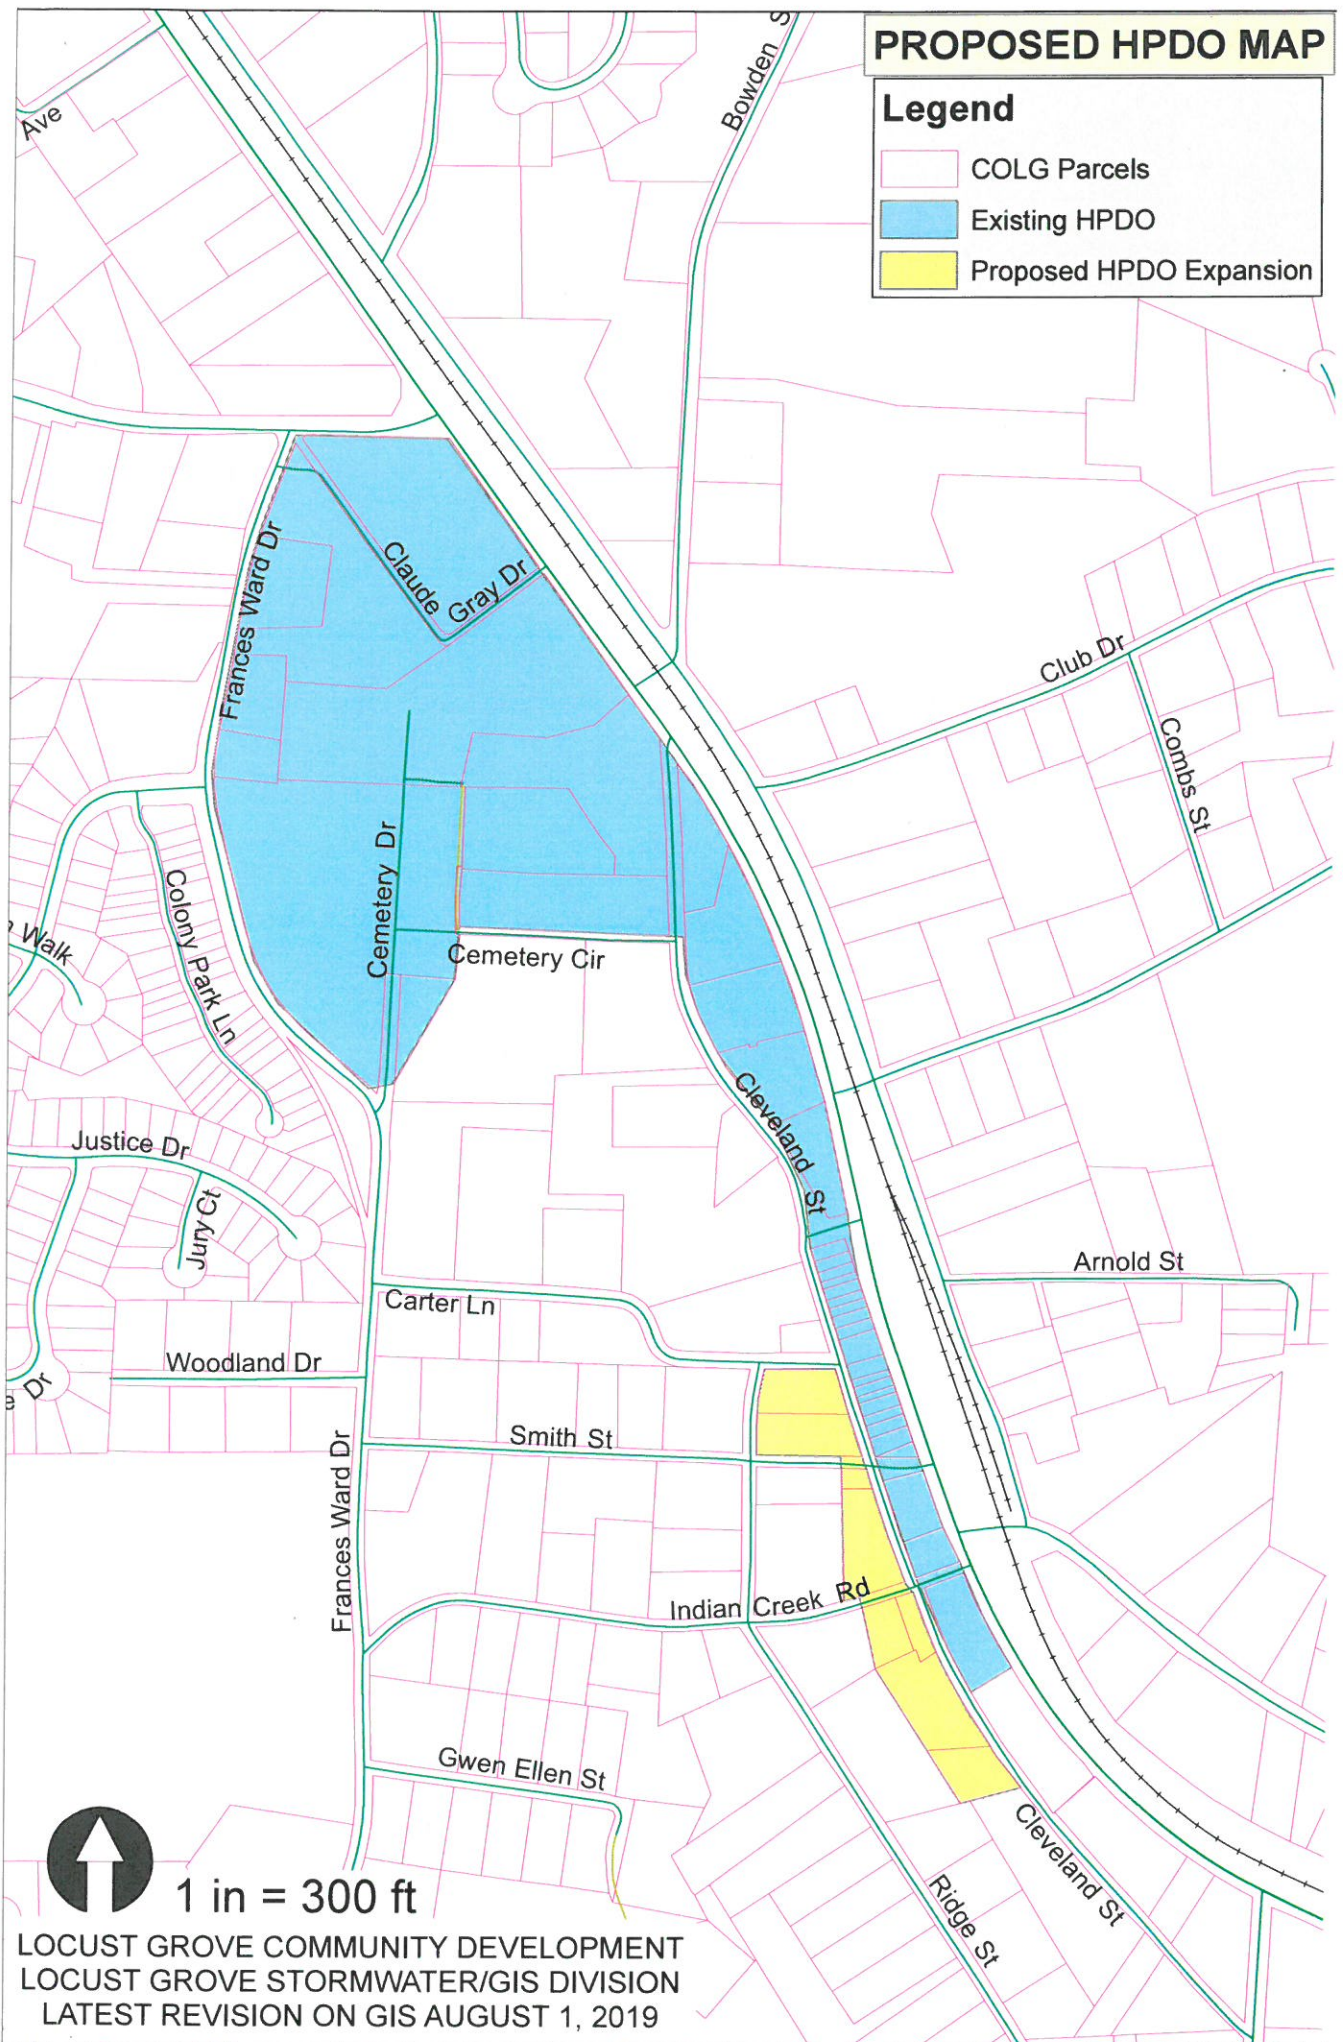 PROPOSED HPDO MAP
Legend
COLG Parcels
Existing HPDO
Proposed HPDO Expansion
Ave
Bowden S
Frances Ward Dr
Claude Gray Dr
Club Dr
Combs St
Cemetery Dr
Cemetery Cir
Colony Park Ln
Walk
Cleveland St
Justice Dr
Jury Ct
Arnold St
Carter Ln
Woodland Dr
e Dr
Smith St
Frances Ward Dr
Indian Creek Rd
Gwen Ellen St
Cleveland St
Ridge St
1 in = 300 ft
LOCUST GROVE COMMUNITY DEVELOPMENT
LOCUST GROVE STORMWATER/GIS DIVISION
LATEST REVISION ON GIS AUGUST 1, 2019